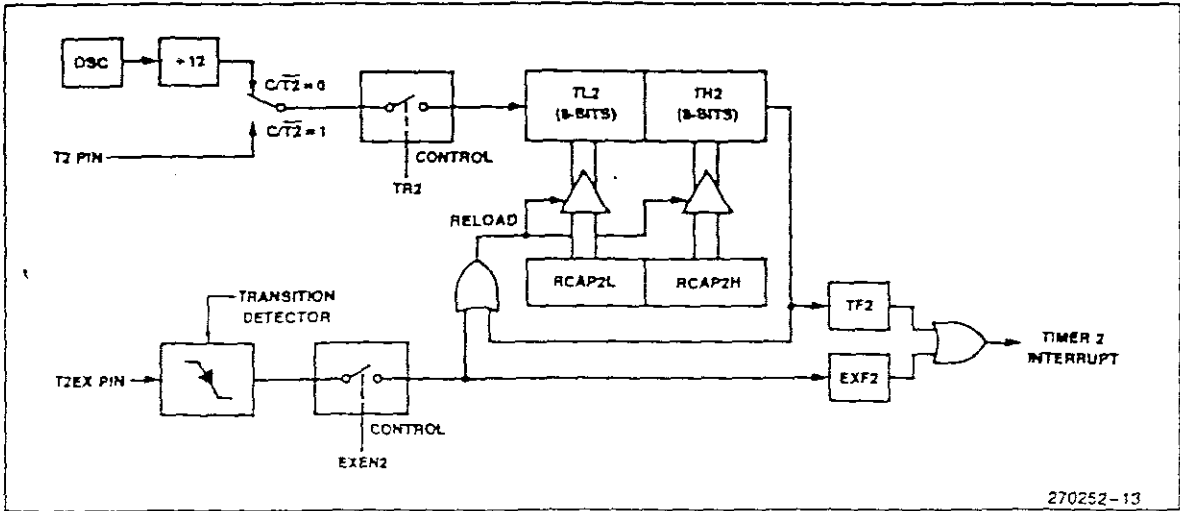 OSC
÷12
C/T2 = 0
C/T2 = 1
T2 PIN
CONTROL
TR2
TL2
(8-BITS)
TH2
(8-BITS)
RELOAD
RCAP2L
RCAP2H
TRANSITION
DETECTOR
T2EX PIN
CONTROL
EXEN2
TF2
EXF2
TIMER 2
INTERRUPT
270252-13